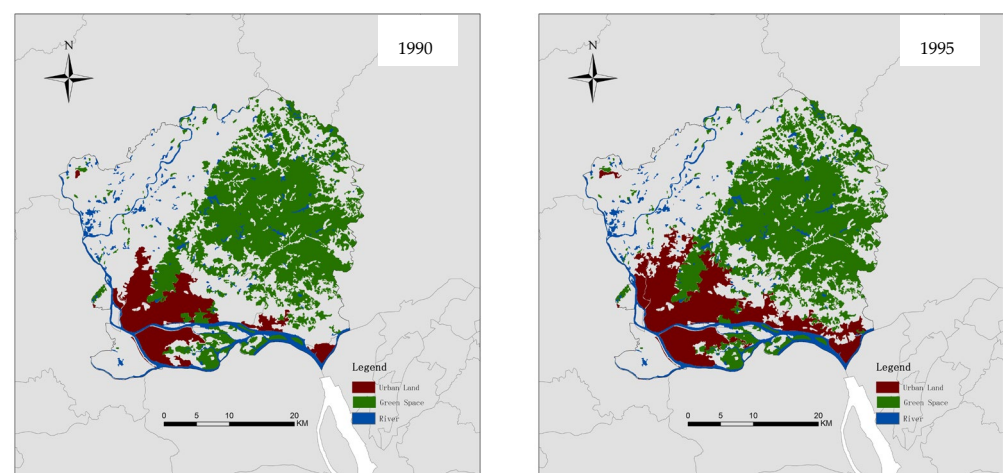 1990
N
Legend
Urban Land
Green Space
River
0 5 10 20
KM
1995
N
Legend
Urban Land
Green Space
River
0 5 10 20
KM